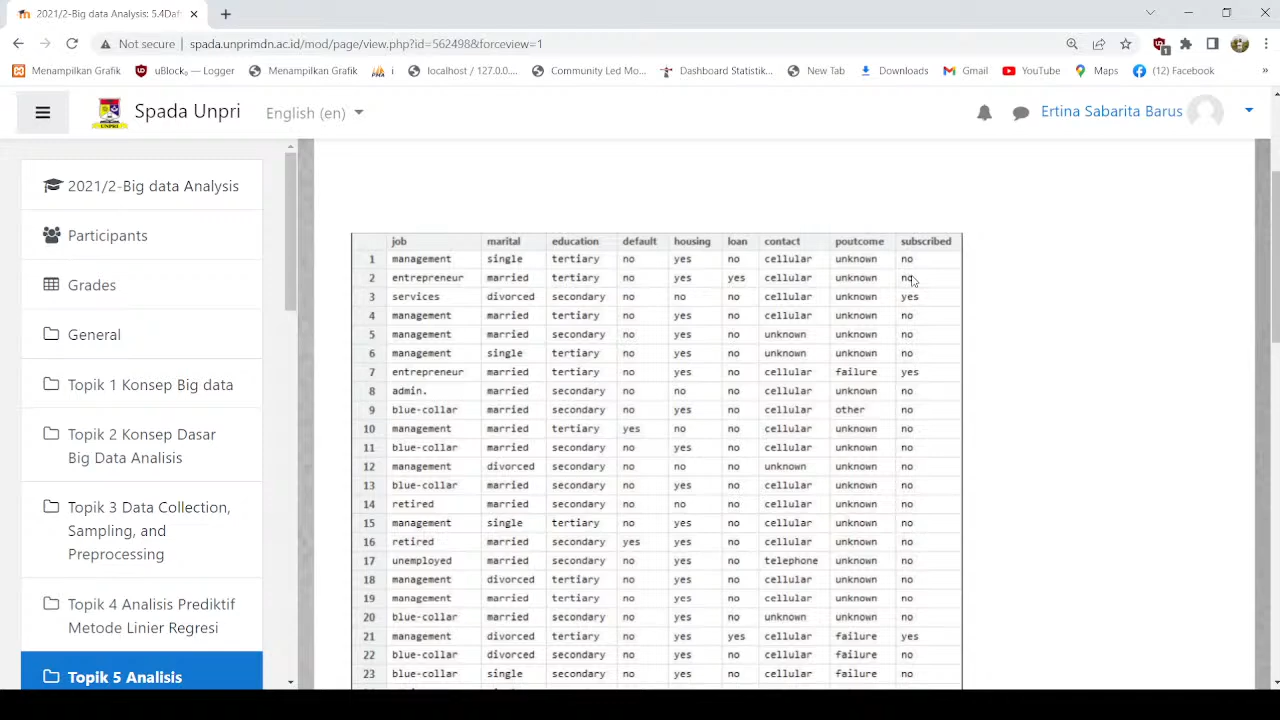 2021/2-Big data Analysis: 5.4Daf
Not secure | spada.unprimdn.ac.id/mod/page/view.php?id=562498&forceview=1
Menampilkan Grafik uBlock₀ — Logger Menampilkan Grafik i localhost / 127.0.0.... Community Led Mo... Dashboard Statistik... New Tab Downloads Gmail YouTube Maps (12) Facebook »
Spada Unpri English (en) Ertina Sabarita Barus
2021/2-Big data Analysis
Participants
Grades
General
Topik 1 Konsep Big data
Topik 2 Konsep Dasar
Big Data Analysis
Topik 3 Data Collection,
Sampling, and
Preprocessing
Topik 4 Analisis Prediktif
Metode Linier Regresi
Topik 5 Analisis
job marital education default housing loan contact poutcome subscribed
1 management single tertiary no yes no cellular unknown no
2 entrepreneur married tertiary no yes yes cellular unknown no
3 services divorced secondary no no no cellular unknown yes
4 management married tertiary no yes no cellular unknown no
5 management married secondary no yes no unknown unknown no
6 management single tertiary no yes no unknown unknown no
7 entrepreneur married tertiary no yes no cellular failure yes
8 admin. married secondary no no no cellular unknown no
9 blue-collar married secondary no yes no cellular other no
10 management married tertiary yes no no cellular unknown no
11 blue-collar married secondary no yes no cellular unknown no
12 management divorced secondary no no no unknown unknown no
13 blue-collar married secondary no yes no cellular unknown no
14 retired married secondary no no no cellular unknown no
15 management single tertiary no yes no cellular unknown no
16 retired married secondary yes yes no cellular unknown no
17 unemployed married secondary no yes no telephone unknown no
18 management divorced tertiary no yes no cellular unknown no
19 management married tertiary no yes no cellular unknown no
20 blue-collar married secondary no yes no unknown unknown no
21 management divorced tertiary no yes yes cellular failure yes
22 blue-collar divorced secondary no yes no cellular failure no
23 blue-collar single secondary no yes no cellular failure no